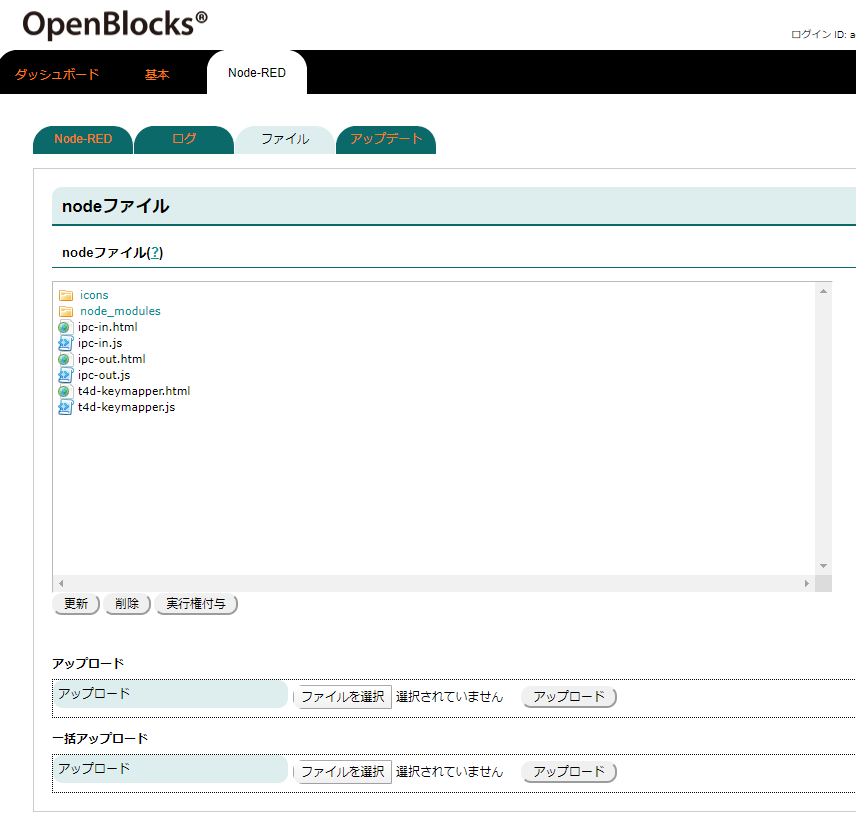 OpenBlocks®
ログイン ID: a
ダッシュボード 基本 Node-RED
Node-RED ログ ファイル アップデート
nodeファイル
nodeファイル(?)
icons
node_modules
ipc-in.html
ipc-in.js
ipc-out.html
ipc-out.js
t4d-keymapper.html
t4d-keymapper.js
更新 削除 実行権付与
アップロード
アップロード ファイルを選択 選択されていません アップロード
一括アップロード
アップロード ファイルを選択 選択されていません アップロード